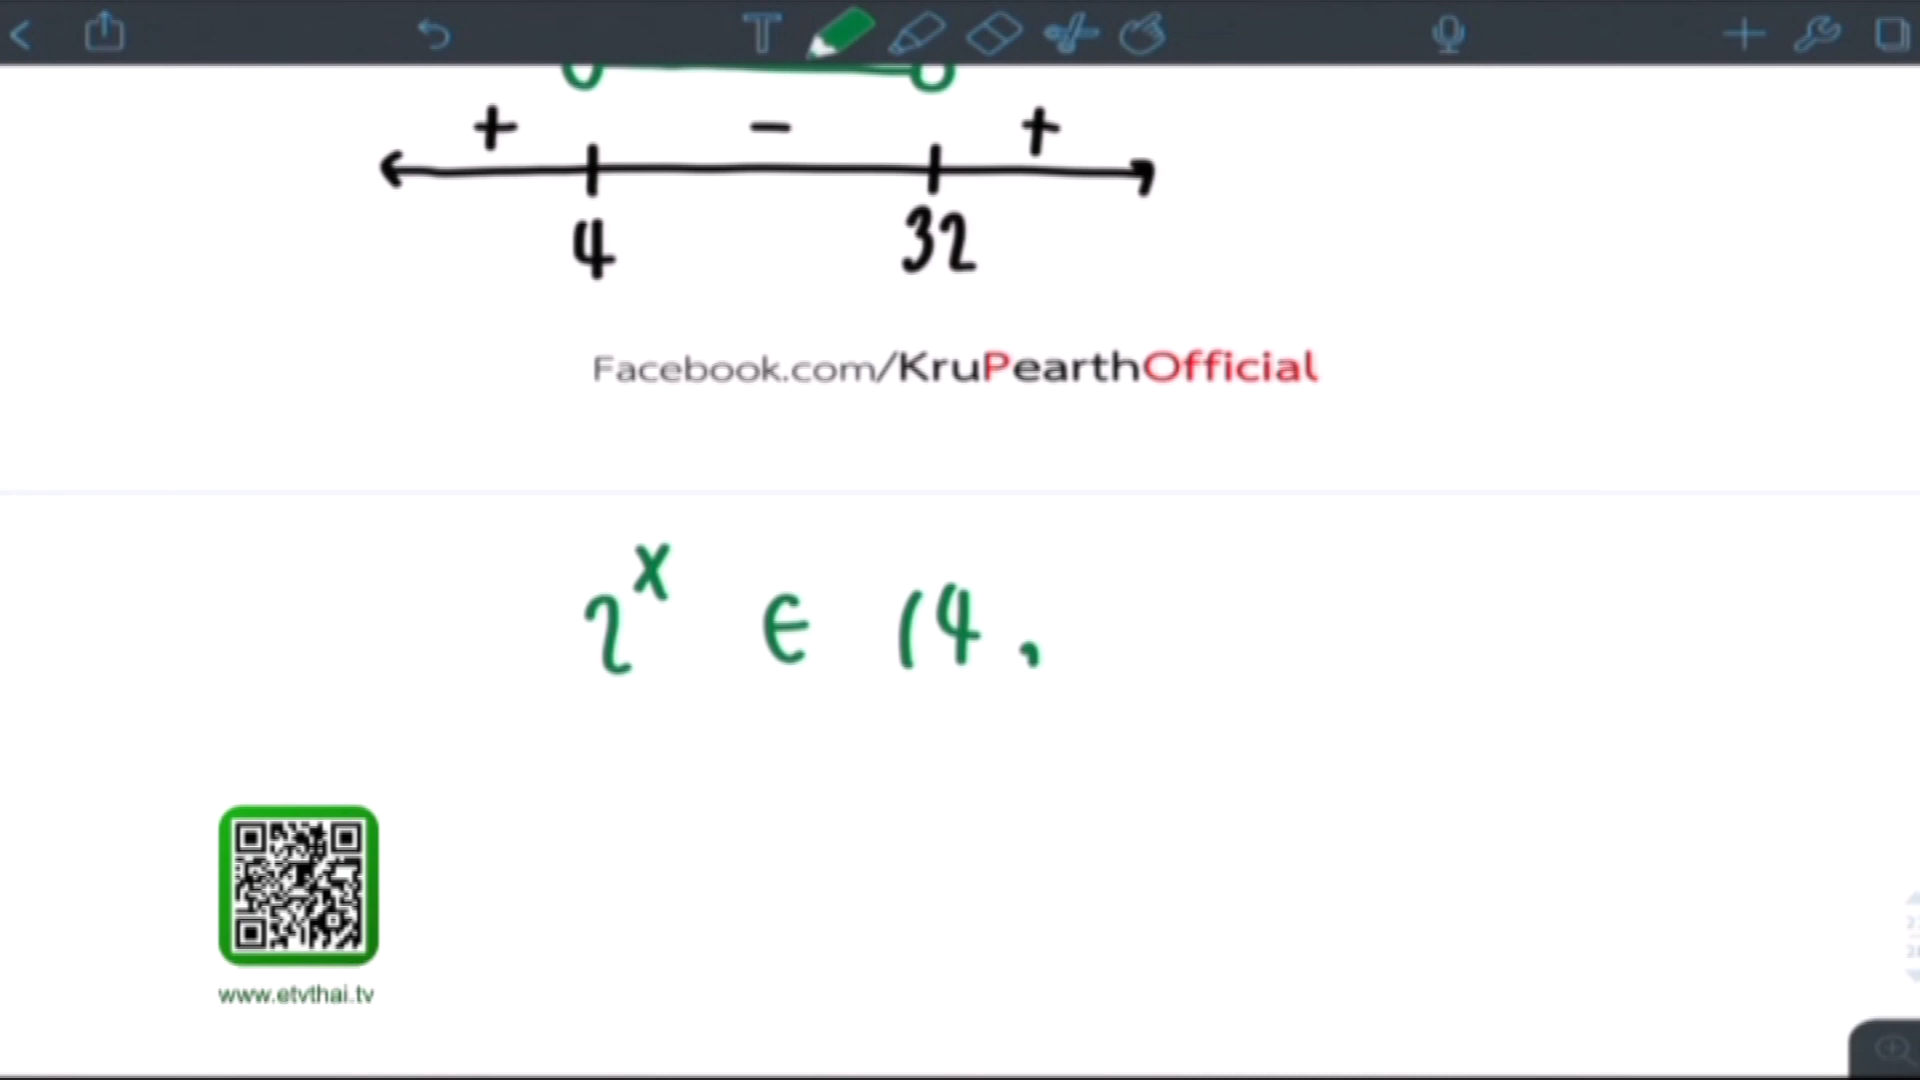 T
+ − +
4 32
Facebook.com/KruPearthOfficial
2^x ∈ (4,
www.etvthai.tv